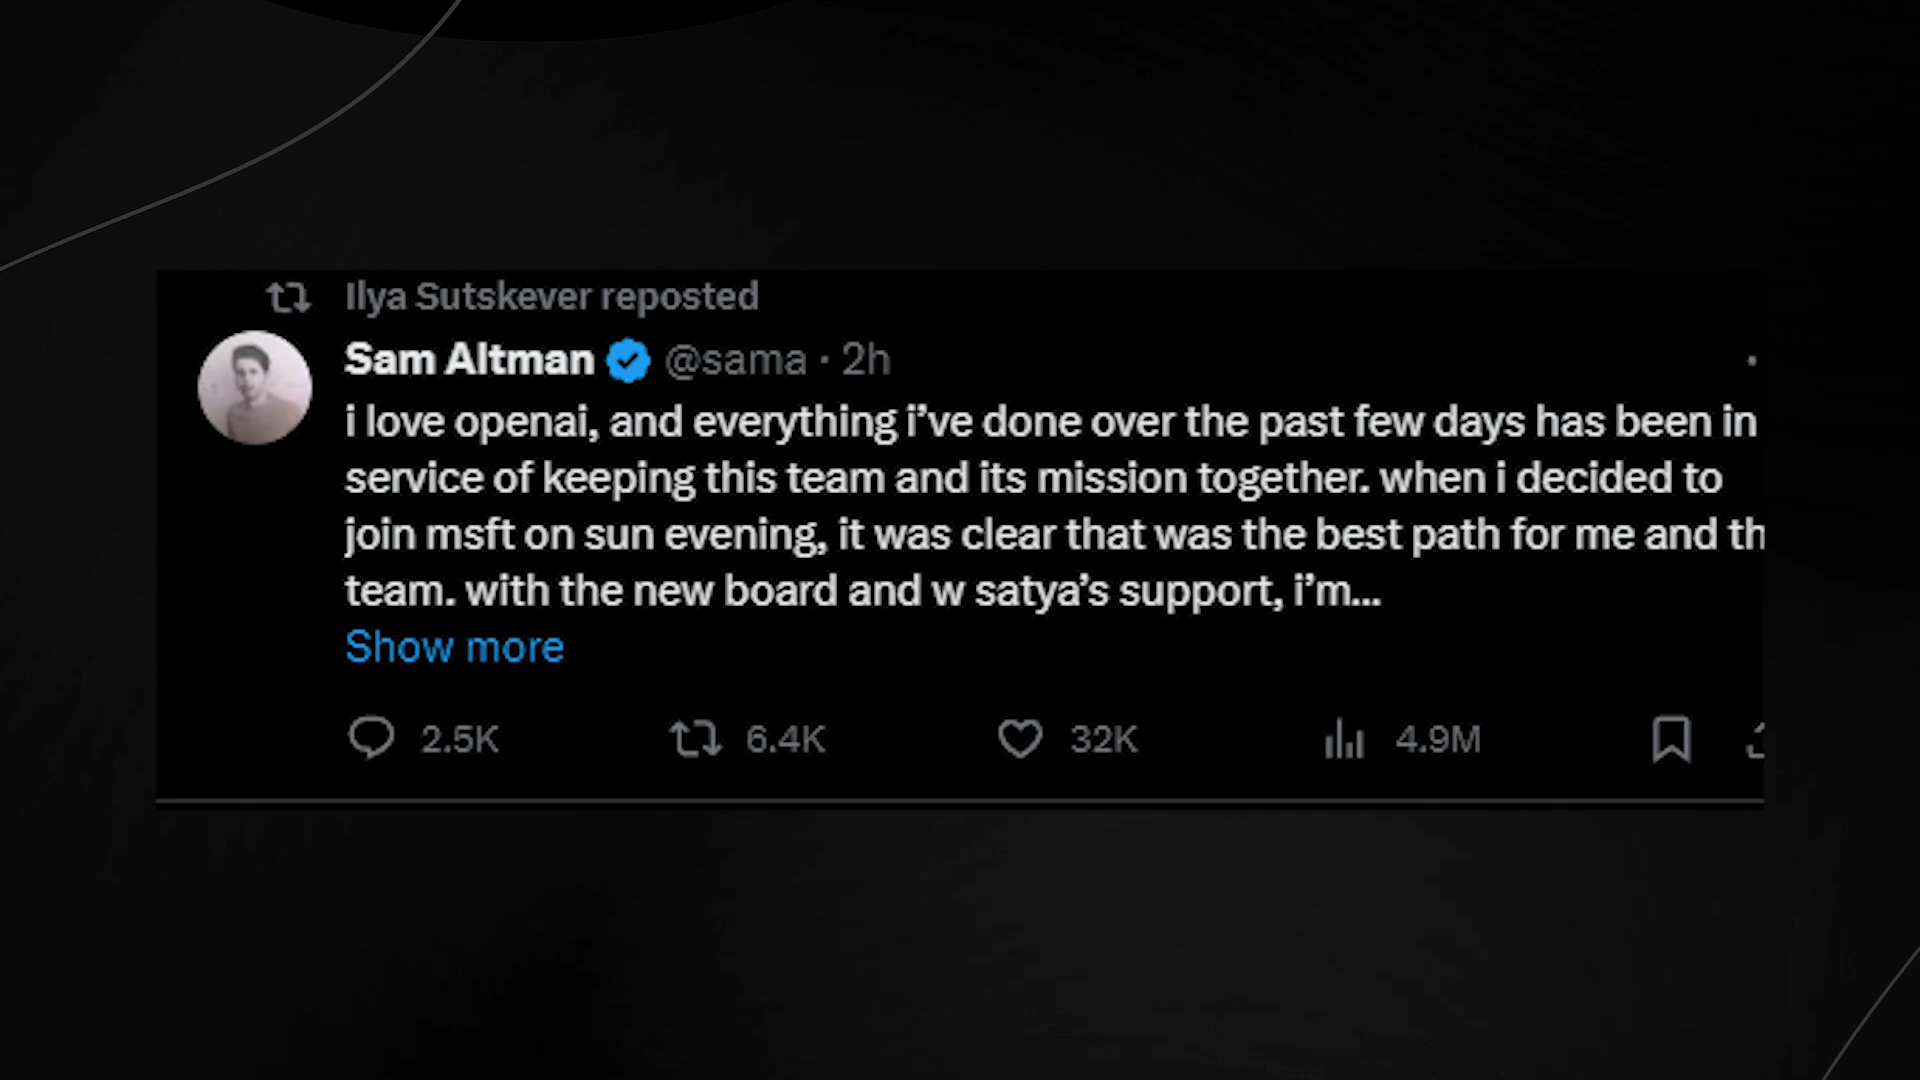 Ilya Sutskever reposted
Sam Altman @sama · 2h
i love openai, and everything i’ve done over the past few days has been in
service of keeping this team and its mission together. when i decided to
join msft on sun evening, it was clear that was the best path for me and th
team. with the new board and w satya’s support, i’m...
Show more
2.5K 6.4K 32K 4.9M